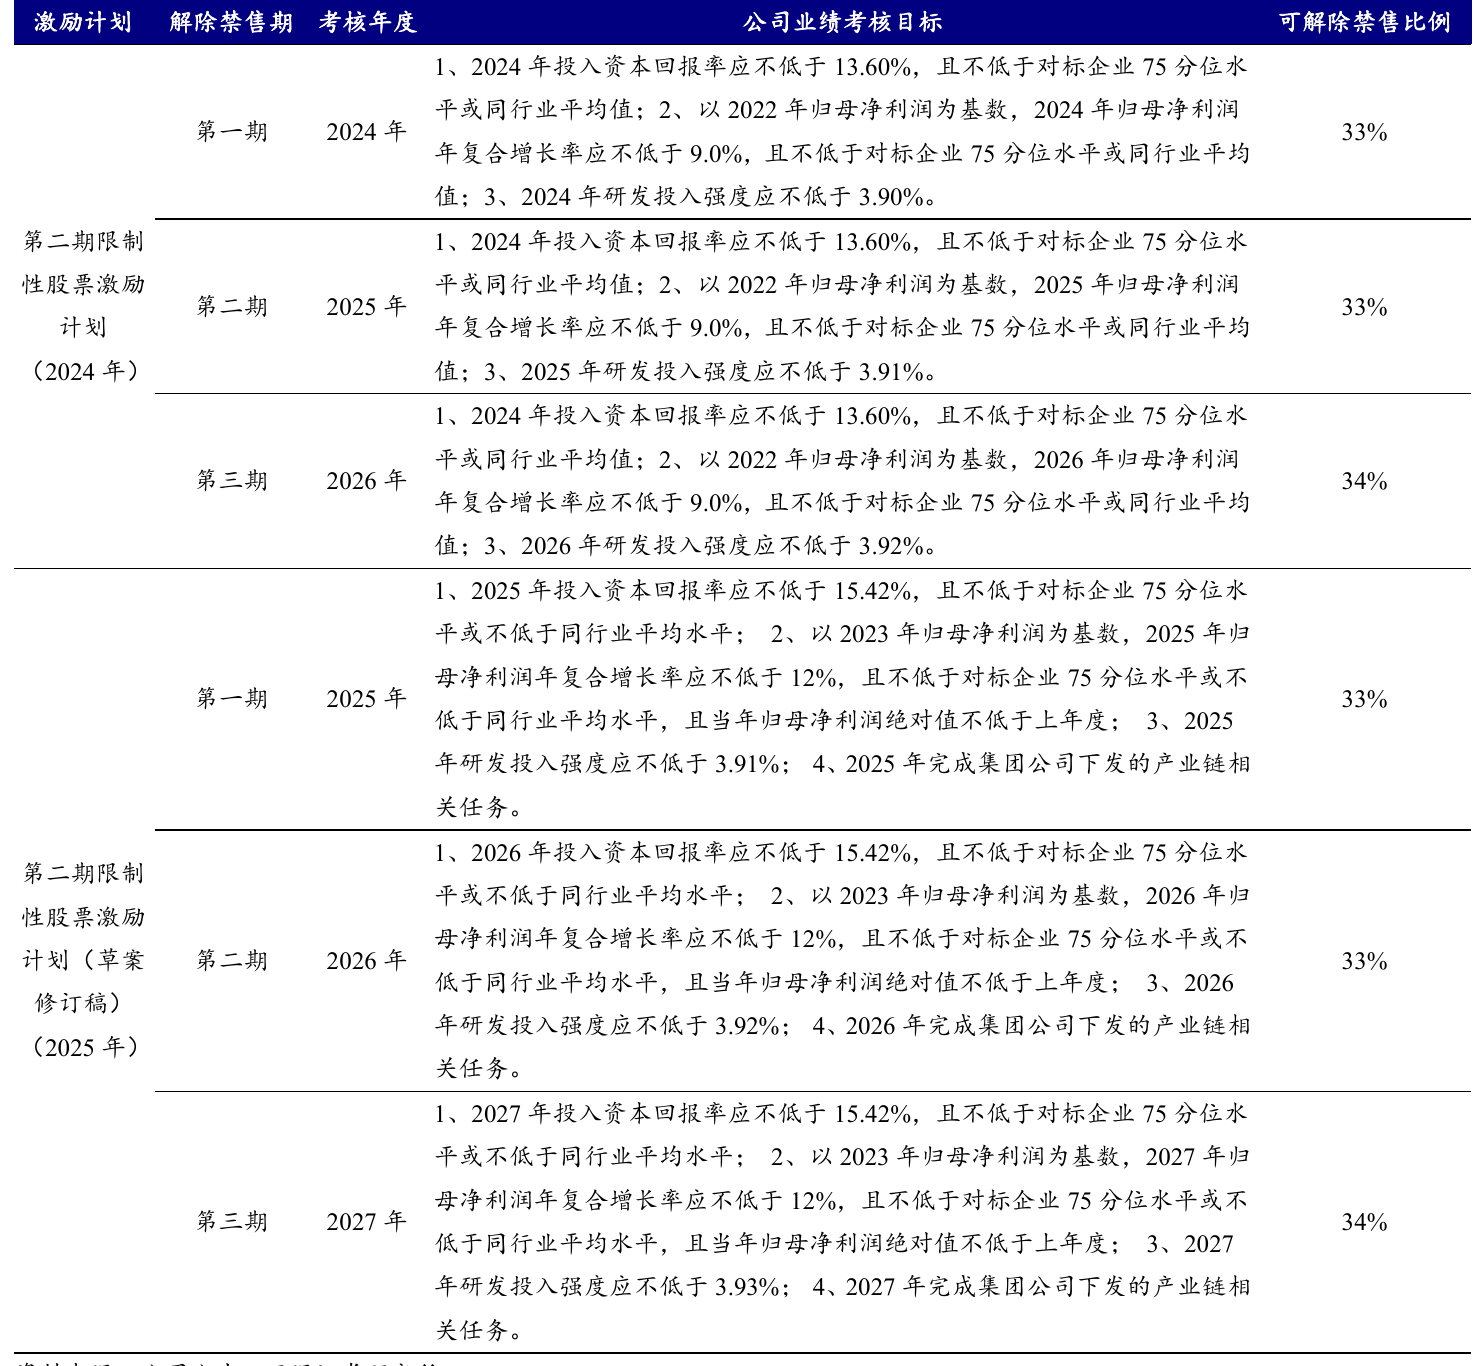 激励计划 解除禁售期 考核年度 公司业绩考核目标 可解除禁售比例
第二期限制
性股票激励
计划
（2024 年）
第一期 2024 年
1、2024 年投入资本回报率应不低于 13.60%，且不低于对标企业 75 分位水
平或同行业平均值；2、以 2022 年归母净利润为基数，2024 年归母净利润
年复合增长率应不低于 9.0%，且不低于对标企业 75 分位水平或同行业平均
值；3、2024 年研发投入强度应不低于 3.90%。
33%
第二期 2025 年
1、2024 年投入资本回报率应不低于 13.60%，且不低于对标企业 75 分位水
平或同行业平均值；2、以 2022 年归母净利润为基数，2025 年归母净利润
年复合增长率应不低于 9.0%，且不低于对标企业 75 分位水平或同行业平均
值；3、2025 年研发投入强度应不低于 3.91%。
33%
第三期 2026 年
1、2024 年投入资本回报率应不低于 13.60%，且不低于对标企业 75 分位水
平或同行业平均值；2、以 2022 年归母净利润为基数，2026 年归母净利润
年复合增长率应不低于 9.0%，且不低于对标企业 75 分位水平或同行业平均
值；3、2026 年研发投入强度应不低于 3.92%。
34%
第二期限制
性股票激励
计划（草案
修订稿）
（2025 年）
第一期 2025 年
1、2025 年投入资本回报率应不低于 15.42%，且不低于对标企业 75 分位水
平或不低于同行业平均水平； 2、以 2023 年归母净利润为基数，2025 年归
母净利润年复合增长率应不低于 12%，且不低于对标企业 75 分位水平或不
低于同行业平均水平，且当年归母净利润绝对值不低于上年度； 3、2025
年研发投入强度应不低于 3.91%； 4、2025 年完成集团公司下发的产业链相
关任务。
33%
第二期 2026 年
1、2026 年投入资本回报率应不低于 15.42%，且不低于对标企业 75 分位水
平或不低于同行业平均水平； 2、以 2023 年归母净利润为基数，2026 年归
母净利润年复合增长率应不低于 12%，且不低于对标企业 75 分位水平或不
低于同行业平均水平，且当年归母净利润绝对值不低于上年度； 3、2026
年研发投入强度应不低于 3.92%； 4、2026 年完成集团公司下发的产业链相
关任务。
33%
第三期 2027 年
1、2027 年投入资本回报率应不低于 15.42%，且不低于对标企业 75 分位水
平或不低于同行业平均水平； 2、以 2023 年归母净利润为基数，2027 年归
母净利润年复合增长率应不低于 12%，且不低于对标企业 75 分位水平或不
低于同行业平均水平，且当年归母净利润绝对值不低于上年度； 3、2027
年研发投入强度应不低于 3.93%； 4、2027 年完成集团公司下发的产业链相
关任务。
34%